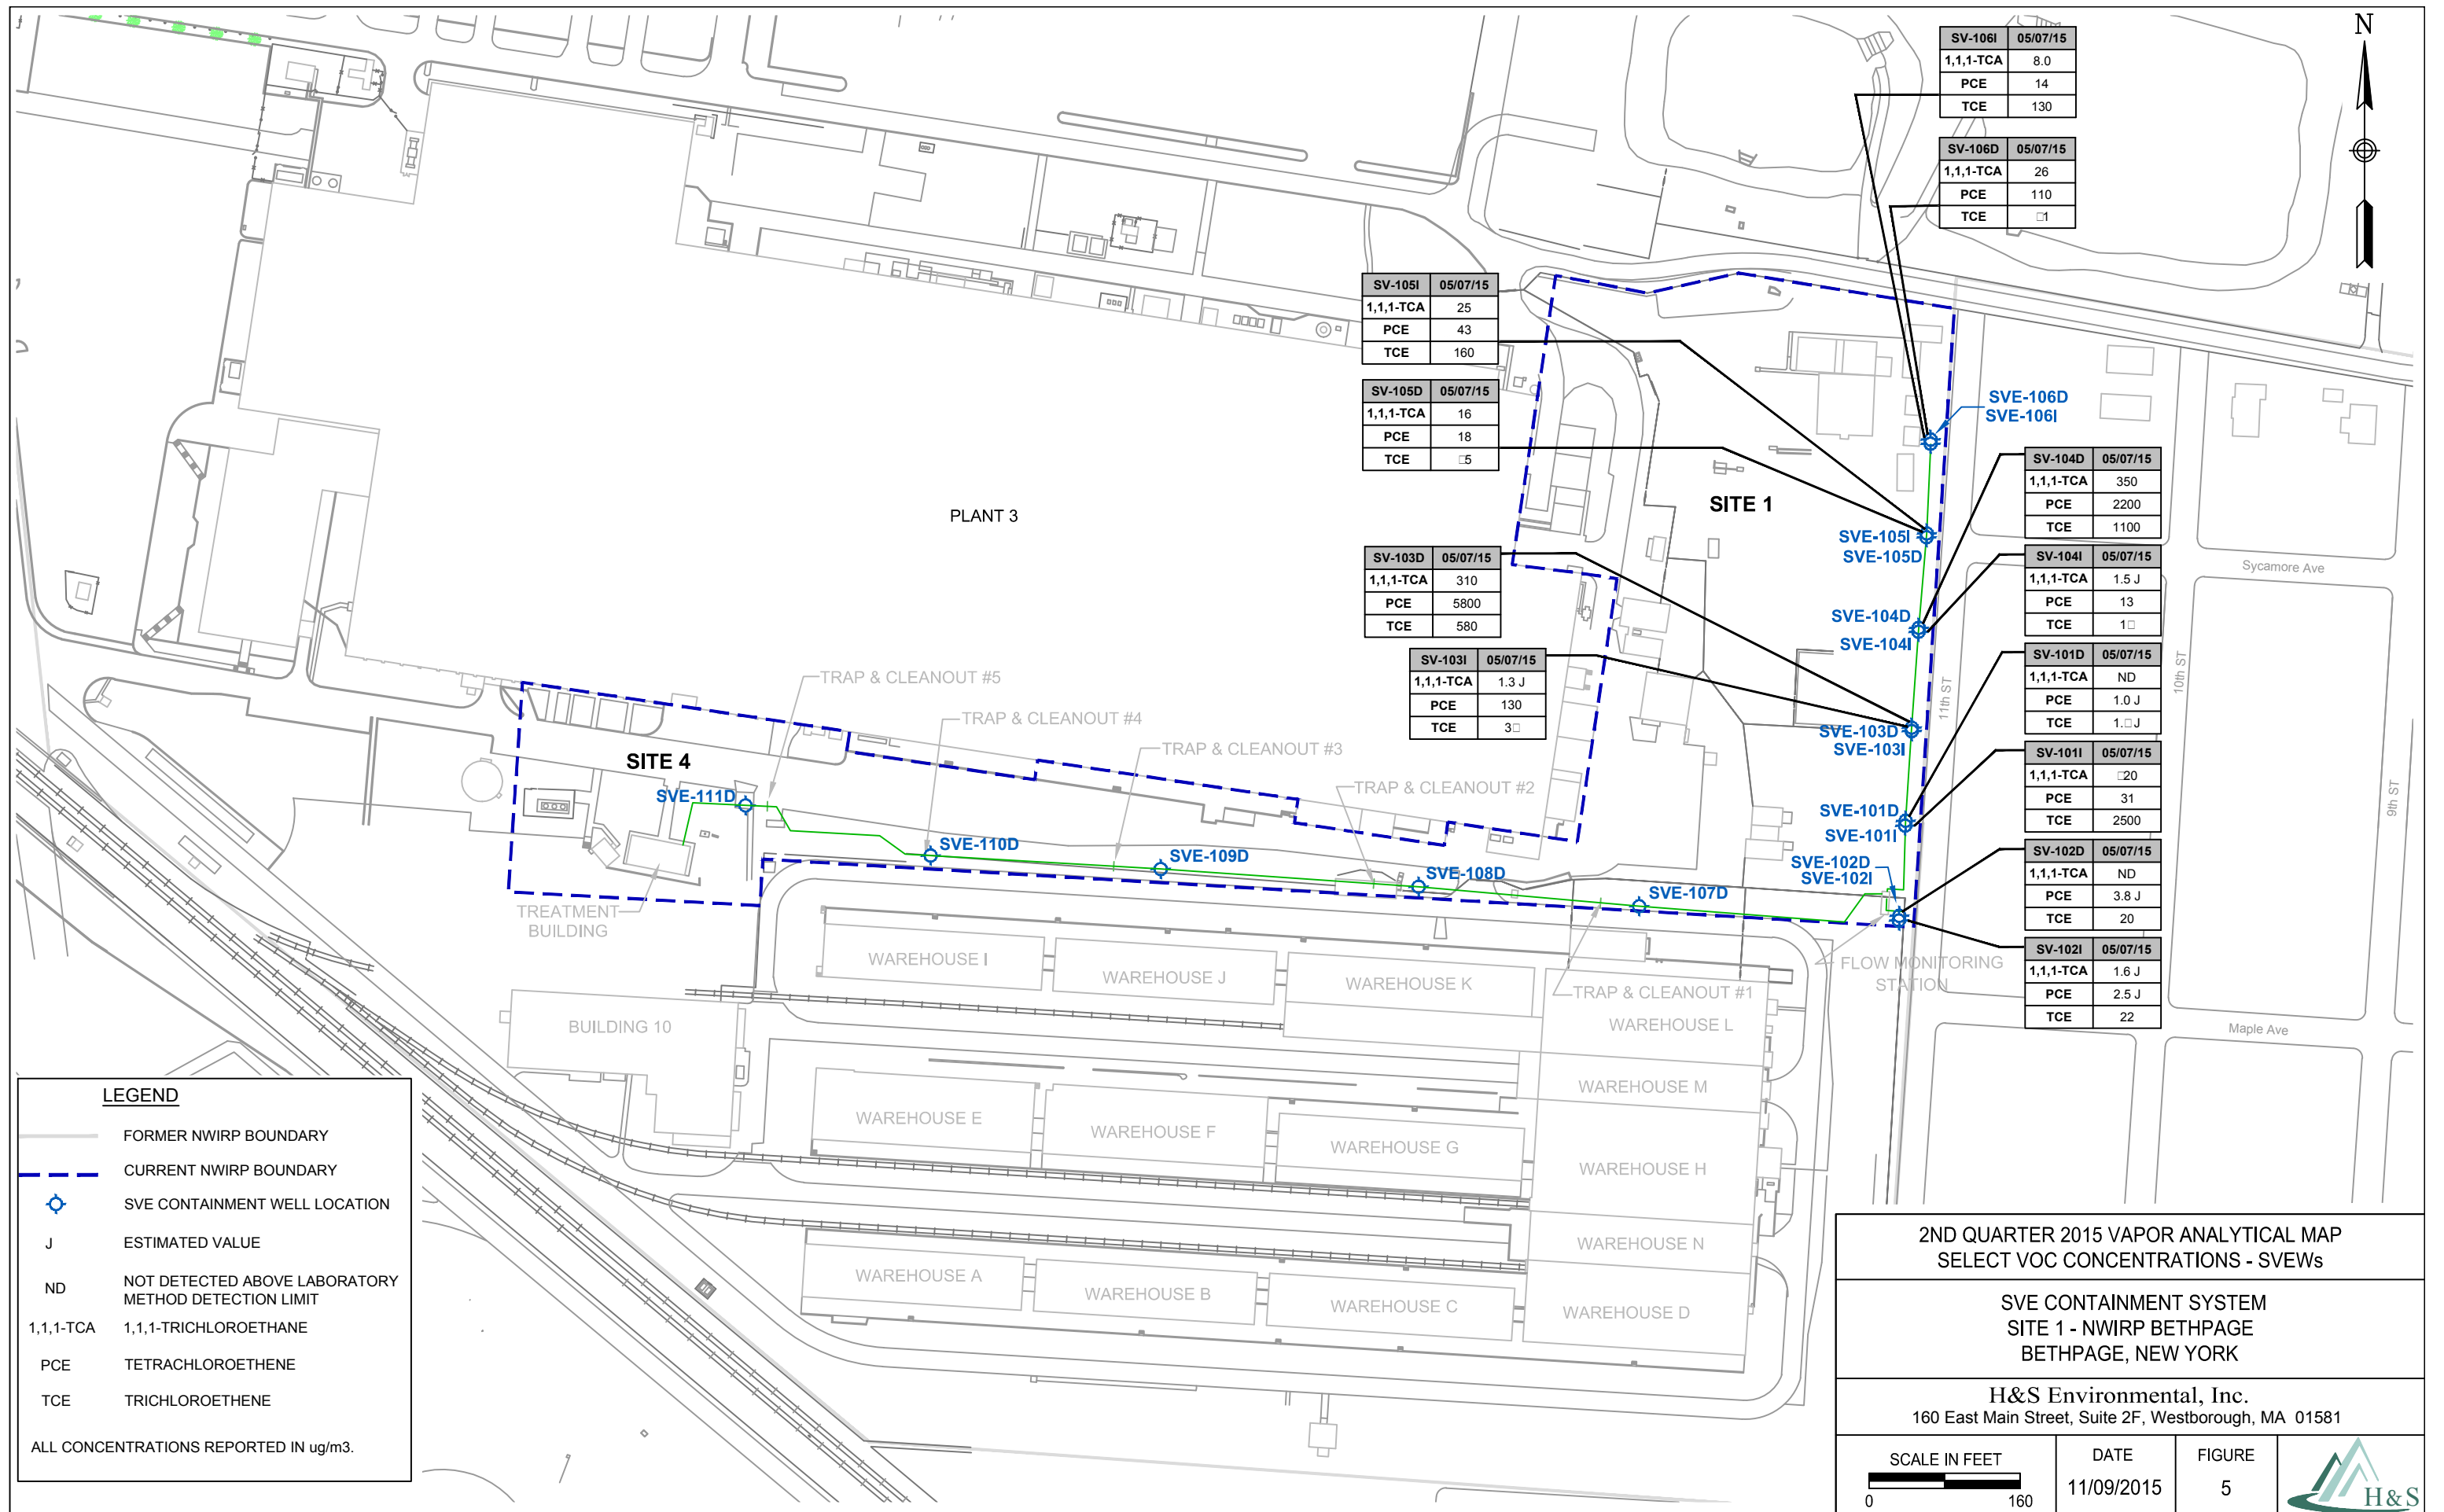 N
SV-106I 05/07/15
1,1,1-TCA 8.0
PCE 14
TCE 130
SV-106D 05/07/15
1,1,1-TCA 26
PCE 110
TCE □1
SV-105I 05/07/15
1,1,1-TCA 25
PCE 43
TCE 160
SV-105D 05/07/15
1,1,1-TCA 16
PCE 18
TCE □5
SVE-106D
SVE-106I
SITE 1
PLANT 3
SV-104D 05/07/15
1,1,1-TCA 350
PCE 2200
TCE 1100
SVE-105I
SVE-105D
SV-103D 05/07/15
1,1,1-TCA 310
PCE 5800
TCE 580
SV-104I 05/07/15
1,1,1-TCA 1.5 J
PCE 13
TCE 1□
Sycamore Ave
SVE-104D
SVE-104I
SV-103I 05/07/15
1,1,1-TCA 1.3 J
PCE 130
TCE 3□
SV-101D 05/07/15
1,1,1-TCA ND
PCE 1.0 J
TCE 1.□ J
11th ST
10th ST
9th ST
SVE-103D
SVE-103I
SV-101I 05/07/15
1,1,1-TCA □20
PCE 31
TCE 2500
TRAP & CLEANOUT #5
TRAP & CLEANOUT #4
TRAP & CLEANOUT #3
TRAP & CLEANOUT #2
SITE 4
SVE-111D
SVE-110D
SVE-109D
SVE-108D
SVE-107D
SVE-101D
SVE-101I
SVE-102D
SVE-102I
SV-102D 05/07/15
1,1,1-TCA ND
PCE 3.8 J
TCE 20
SV-102I 05/07/15
1,1,1-TCA 1.6 J
PCE 2.5 J
TCE 22
TREATMENT
BUILDING
FLOW MONITORING
STATION
TRAP & CLEANOUT #1
Maple Ave
WAREHOUSE I
WAREHOUSE J
WAREHOUSE K
WAREHOUSE L
BUILDING 10
WAREHOUSE M
WAREHOUSE E
WAREHOUSE F
WAREHOUSE G
WAREHOUSE H
WAREHOUSE N
WAREHOUSE A
WAREHOUSE B
WAREHOUSE C
WAREHOUSE D
LEGEND
FORMER NWIRP BOUNDARY
CURRENT NWIRP BOUNDARY
SVE CONTAINMENT WELL LOCATION
J ESTIMATED VALUE
ND NOT DETECTED ABOVE LABORATORY
METHOD DETECTION LIMIT
1,1,1-TCA 1,1,1-TRICHLOROETHANE
PCE TETRACHLOROETHENE
TCE TRICHLOROETHENE
ALL CONCENTRATIONS REPORTED IN ug/m3.
2ND QUARTER 2015 VAPOR ANALYTICAL MAP
SELECT VOC CONCENTRATIONS - SVEWs
SVE CONTAINMENT SYSTEM
SITE 1 - NWIRP BETHPAGE
BETHPAGE, NEW YORK
H&S Environmental, Inc.
160 East Main Street, Suite 2F, Westborough, MA 01581
SCALE IN FEET
0 160
DATE
11/09/2015
FIGURE
5
H&S